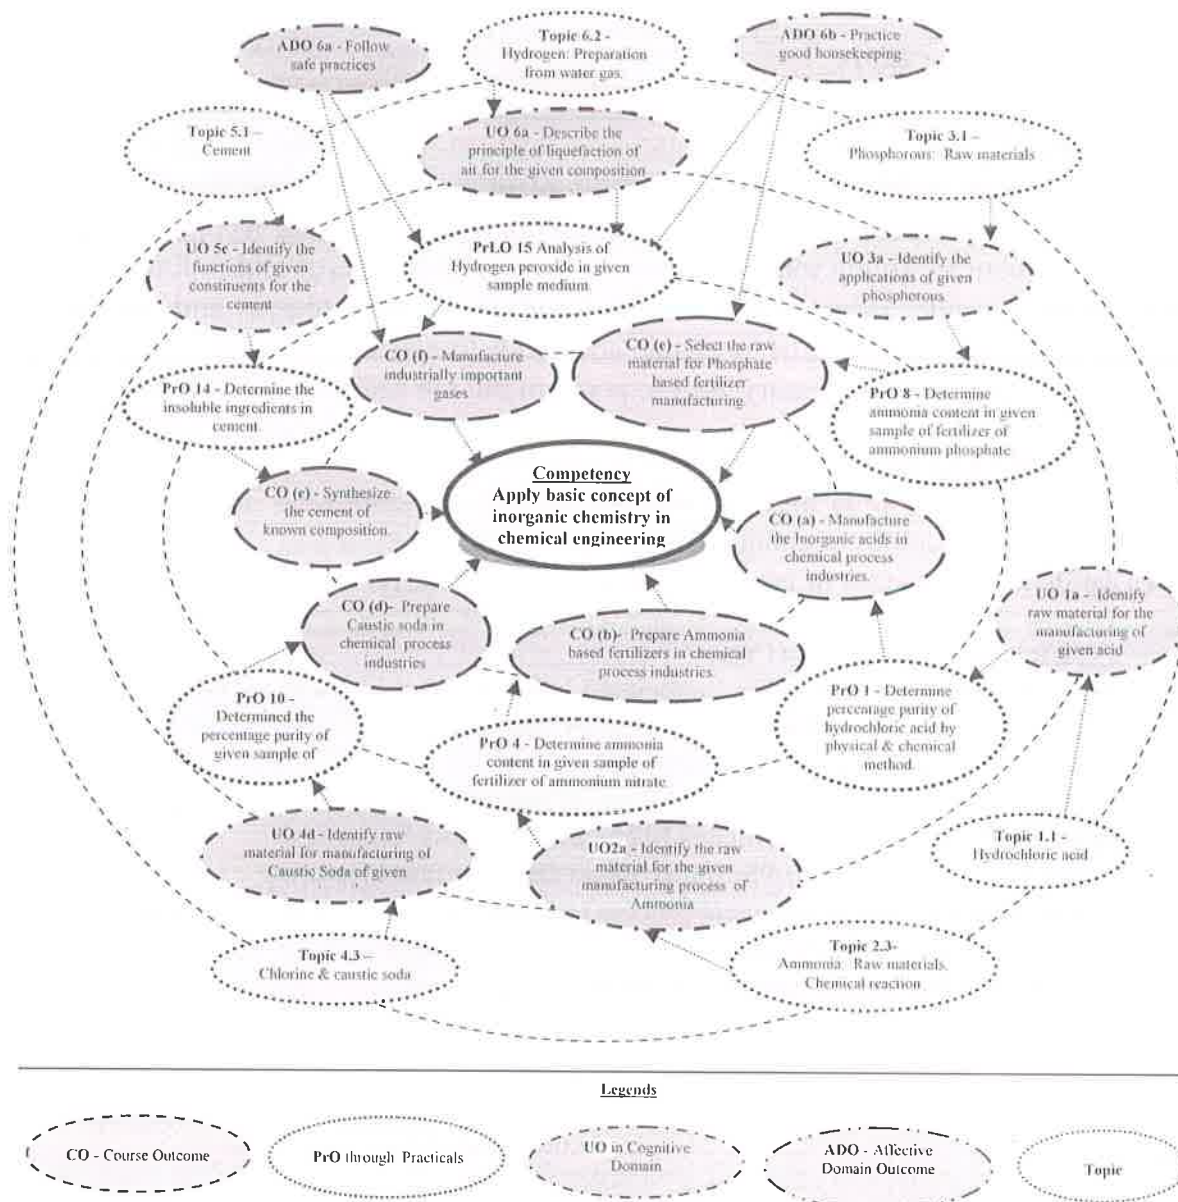 ADO 6a - Follow
safe practices
Topic 6.2 -
Hydrogen: Preparation
from water gas.
ADO 6b - Practice
good housekeeping
Topic 5.1 –
Cement
UO 6a - Describe the
principle of liquefaction of
air for the given composition
Topic 3.1 –
Phosphorous: Raw materials
UO 5c - Identify the
functions of given
constituents for the
cement
PrLO 15 Analysis of
Hydrogen peroxide in given
sample medium.
UO 3a - Identify the
applications of given
phosphorous
CO (f) - Manufacture
industrially important
gases
CO (c) - Select the raw
material for Phosphate
based fertilizer
manufacturing.
PrO 14 - Determine the
insoluble ingredients in
cement.
PrO 8 - Determine
ammonia content in given
sample of fertilizer of
ammonium phosphate
Competency
Apply basic concept of
inorganic chemistry in
chemical engineering
CO (e) - Synthesize
the cement of
known composition.
CO (a) - Manufacture
the Inorganic acids in
chemical process
industries.
CO (d)- Prepare
Caustic soda in
chemical process
industries
CO (b)- Prepare Ammonia
based fertilizers in chemical
process industries.
UO 1a - Identify
raw material for the
manufacturing of
given acid
PrO 10 –
Determined the
percentage purity of
given sample of
PrO 4 - Determine ammonia
content in given sample of
fertilizer of ammonium nitrate.
PrO 1 - Determine
percentage purity of
hydrochloric acid by
physical & chemical
method.
UO 4d - Identify raw
material for manufacturing of
Caustic Soda of given
UO2a - Identify the raw
material for the given
manufacturing process of
Ammonia
Topic 1.1 -
Hydrochloric acid
Topic 4.3 –
Chlorine & caustic soda
Topic 2.3-
Ammonia: Raw materials,
Chemical reaction
Legends
CO - Course Outcome
PrO through Practicals
UO in Cognitive
Domain
ADO - Affective
Domain Outcome
Topic